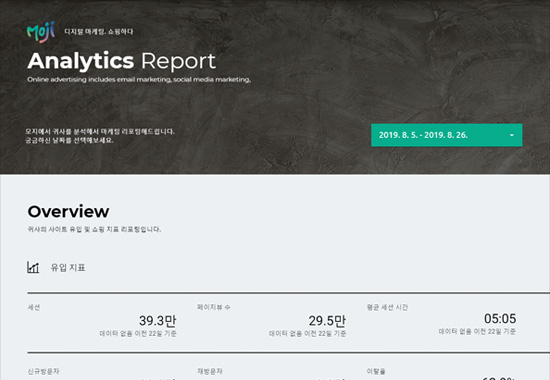 Moji 디지털 마케팅. 쇼핑하다
Analytics Report
Online advertising includes email marketing, social media marketing,
모지에서 귀사를 분석해서 마케팅 리포팅해드립니다.
궁금하신 날짜를 선택해보세요.
2019. 8. 5. - 2019. 8. 26.
Overview
귀사의 사이트 유입 및 쇼핑 지표 리포팅입니다.
유입 지표
세션
39.3만
데이터 없음 이전 22일 기준
페이지뷰 수
29.5만
데이터 없음 이전 22일 기준
평균 세션 시간
05:05
데이터 없음 이전 22일 기준
신규방문자
재방문자
이탈율